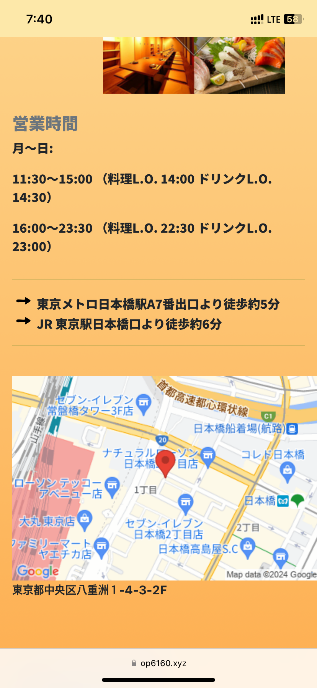 7:40
LTE 58
営業時間
月〜日:
11:30〜15:00 （料理L.O. 14:00 ドリンクL.O.
14:30）
16:00〜23:30 （料理L.O. 22:30 ドリンクL.O.
23:00）
東京メトロ日本橋駅A7番出口より徒歩約5分
JR 東京駅日本橋口より徒歩約6分
セブン-イレブン
常盤橋タワー3F店
首都高速都心環状線
C1
20
日本橋船着場(航路)
ナチュラルローソン
コレド日本橋
ローソン テッコー
アベニュー店
1丁目
日本橋
大丸 東京店
セブン-イレブン
日本橋2丁目店
2丁目
ファミリーマート
ヤエチカ店
日本橋高島屋S.C
Google
Map data ©2024 Google
東京都中央区八重洲１-4-3-2F
op6160.xyz